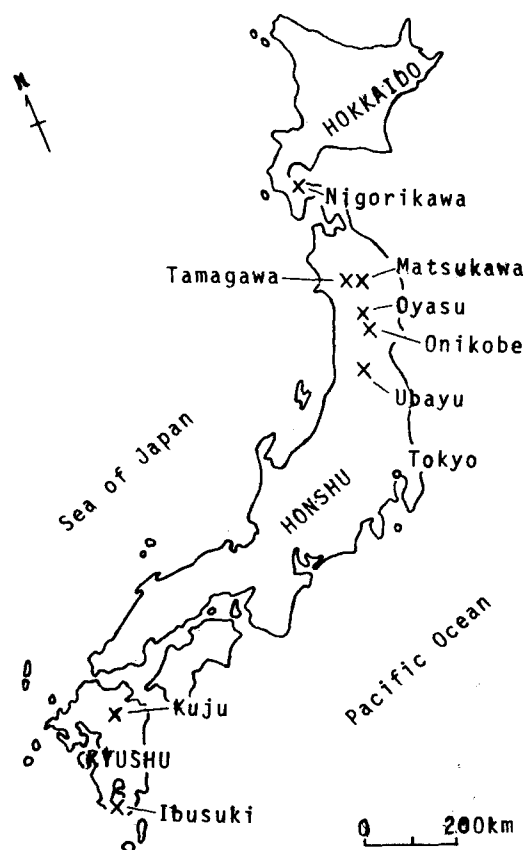 N
HOKKAIDO
Nigorikawa
Tamagawa
Matsukawa
Oyasu
Onikobe
Ubayu
Sea of Japan
Tokyo
HONSHU
Pacific Ocean
Kuju
KYUSHU
Ibusuki
0 200km